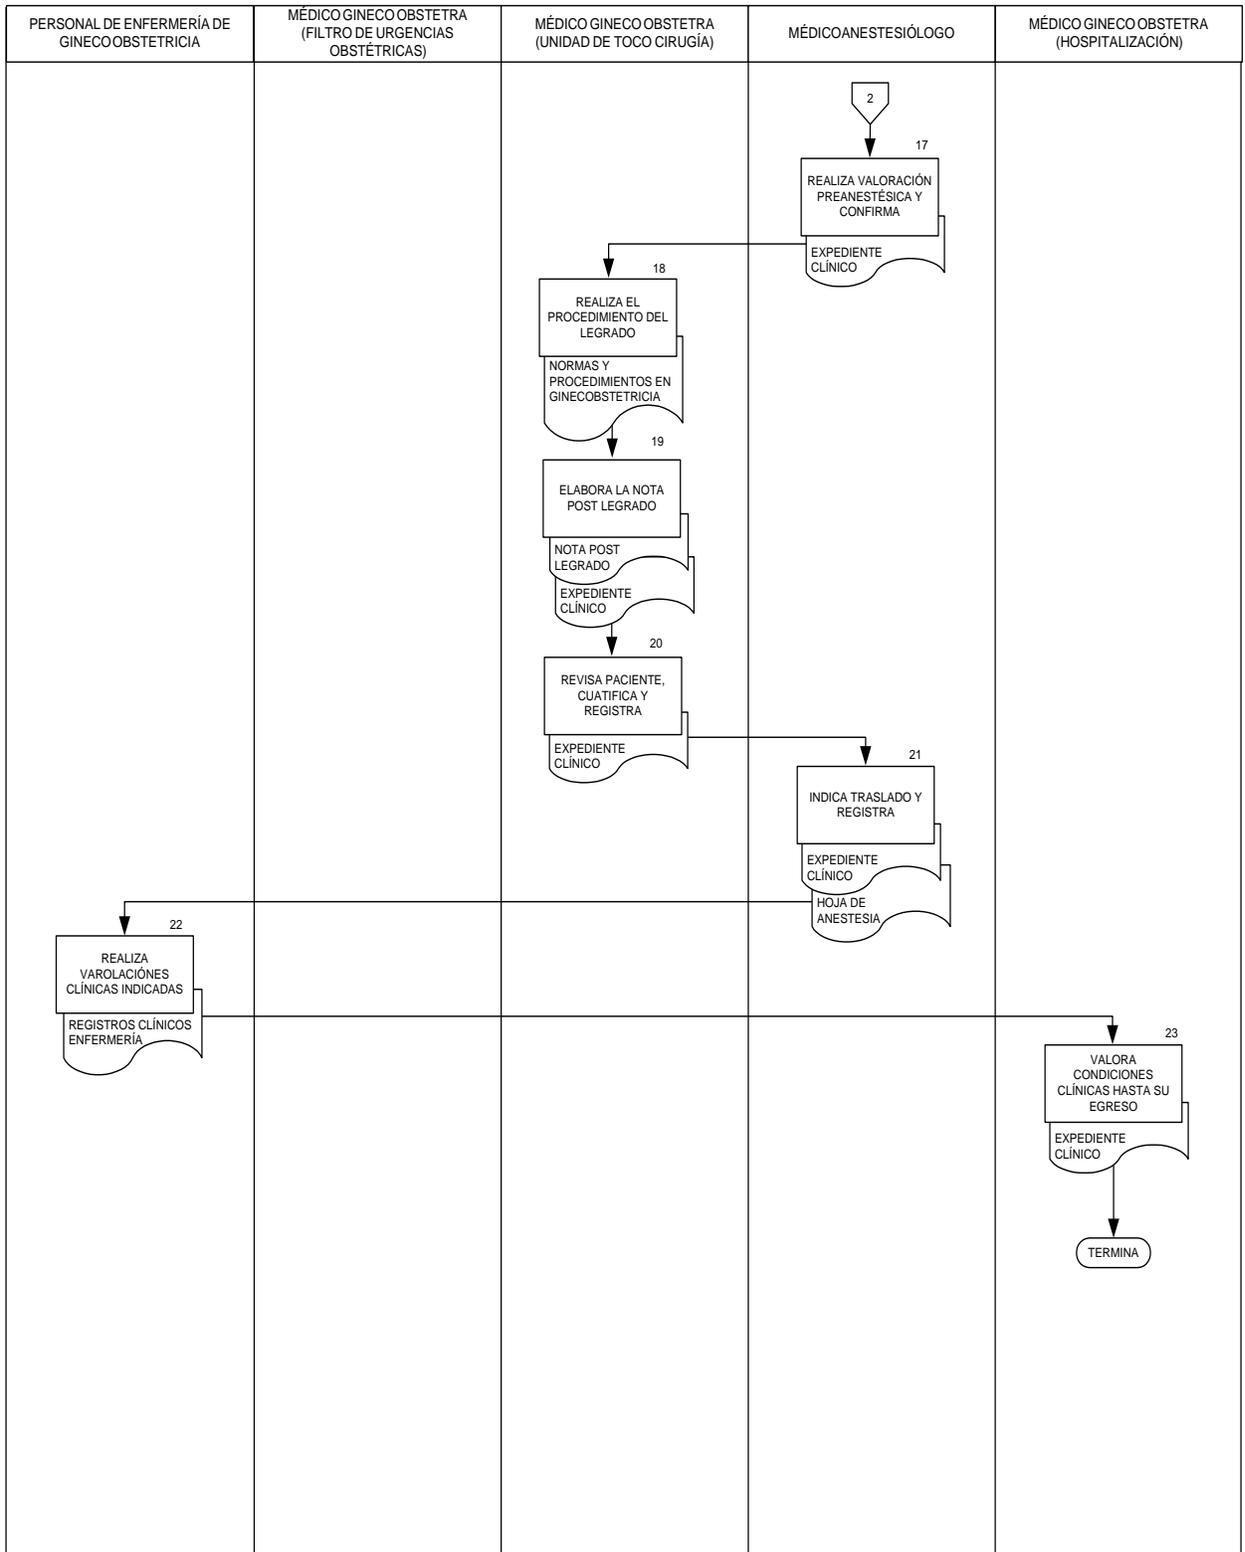 PERSONAL DE ENFERMERÍA DE
GINECOOBSTETRICIA
MÉDICO GINECO OBSTETRA
(FILTRO DE URGENCIAS
OBSTÉTRICAS)
MÉDICO GINECO OBSTETRA
(UNIDAD DE TOCO CIRUGÍA)
MÉDICO ANESTESIÓLOGO
MÉDICO GINECO OBSTETRA
(HOSPITALIZACIÓN)
2
17
REALIZA VALORACIÓN
PREANESTÉSICA Y
CONFIRMA
EXPEDIENTE
CLÍNICO
18
REALIZA EL
PROCEDIMIENTO DEL
LEGRADO
NORMAS Y
PROCEDIMIENTOS EN
GINECOBSTETRICIA
19
ELABORA LA NOTA
POST LEGRADO
NOTA POST
LEGRADO
EXPEDIENTE
CLÍNICO
20
REVISA PACIENTE,
CUATIFICA Y
REGISTRA
EXPEDIENTE
CLÍNICO
21
INDICA TRASLADO Y
REGISTRA
EXPEDIENTE
CLÍNICO
HOJA DE
ANESTESIA
22
REALIZA
VAROLACIÓNES
CLÍNICAS INDICADAS
REGISTROS CLÍNICOS
ENFERMERÍA
23
VALORA
CONDICIONES
CLÍNICAS HASTA SU
EGRESO
EXPEDIENTE
CLÍNICO
TERMINA